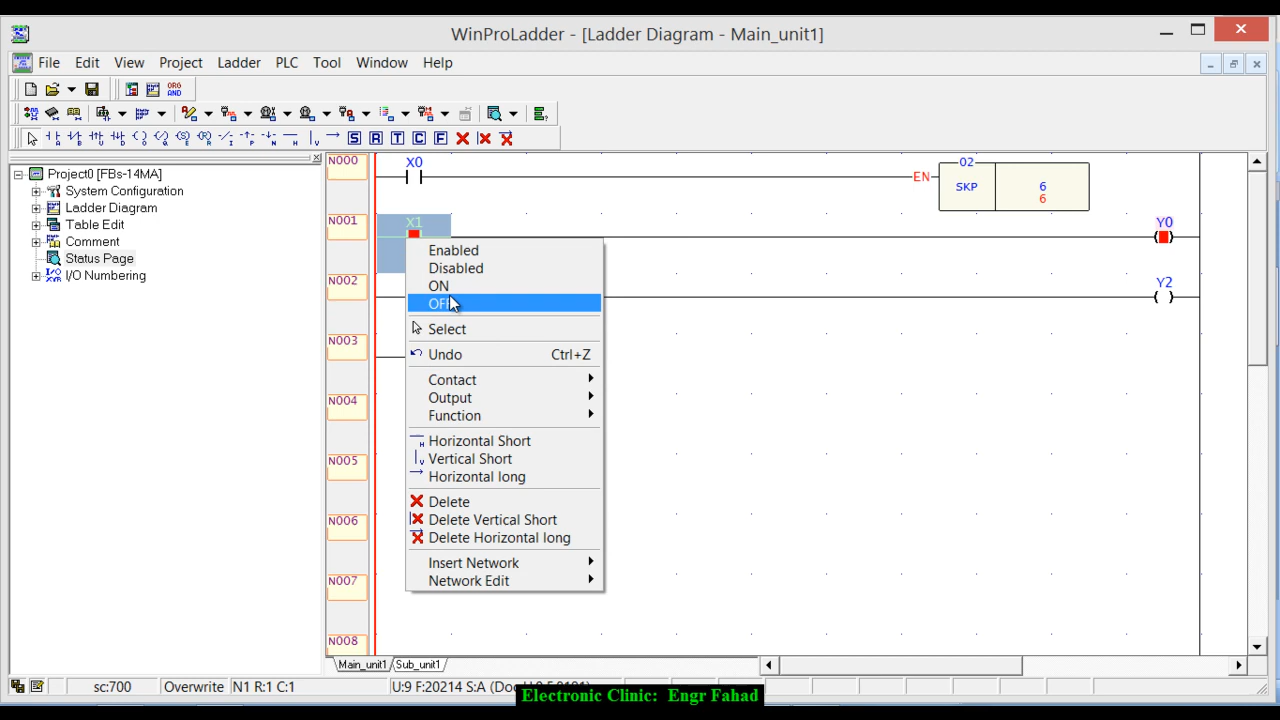 WinProLadder - [Ladder Diagram - Main_unit1]
File Edit View Project Ladder PLC Tool Window Help
ORG
AND
A B U D S R I P N H V S R T C F
Project0 [FBs-14MA]
System Configuration
Ladder Diagram
Table Edit
Comment
Status Page
I/O Numbering
N000 X0 EN 02 SKP 6
6
N001 X1 Y0
N002 Y2
N003
N004
N005
N006
N007
N008
Enabled
Disabled
ON
OFF
Select
Undo Ctrl+Z
Contact
Output
Function
Horizontal Short
Vertical Short
Horizontal long
Delete
Delete Vertical Short
Delete Horizontal long
Insert Network
Network Edit
Main_unit1 Sub_unit1
sc:700 Overwrite N1 R:1 C:1 U:9 F:20214 S:A
Electronic Clinic: Engr Fahad